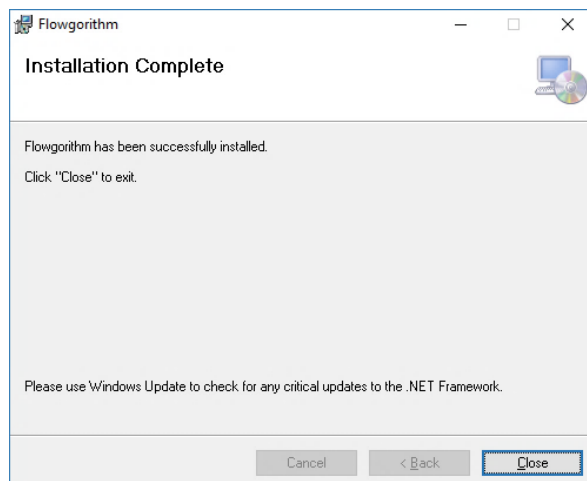 Flowgorithm
Installation Complete
Flowgorithm has been successfully installed.
Click "Close" to exit.
Please use Windows Update to check for any critical updates to the .NET Framework.
Cancel
< Back
Close